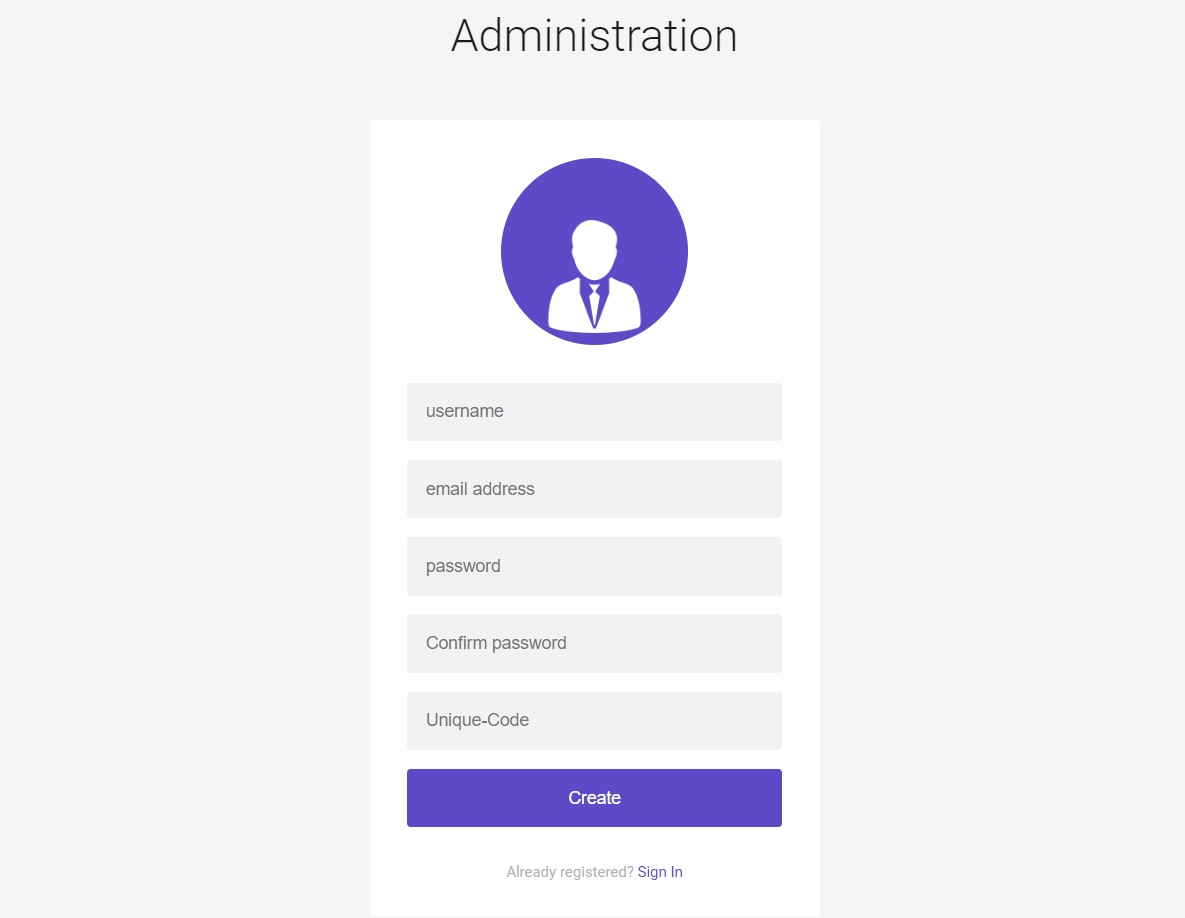 Administration
username
email address
password
Confirm password
Unique-Code
Create
Already registered? Sign In